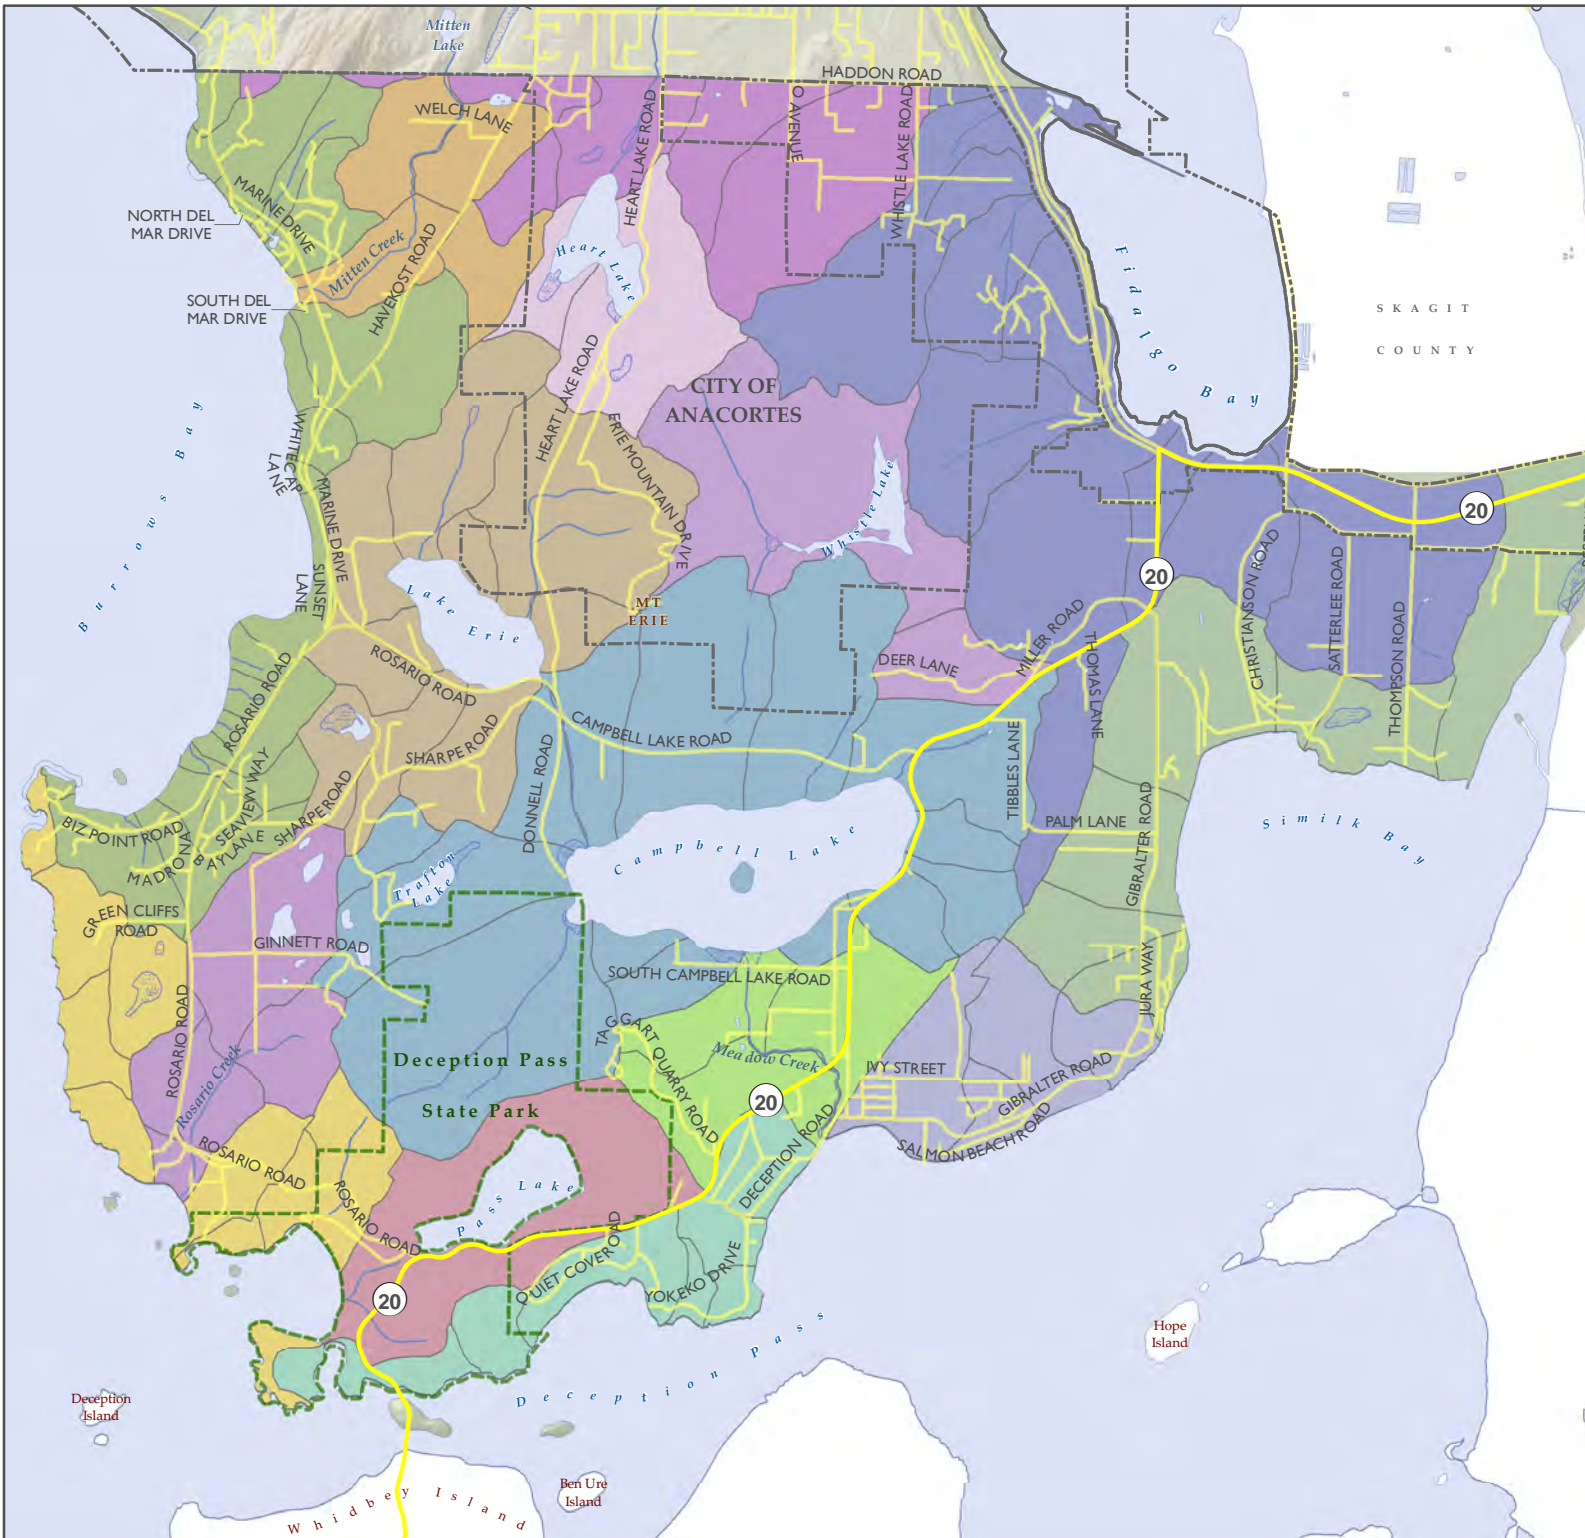 Mitten
Lake
HADDON ROAD
WELCH LANE
HEART LAKE ROAD
O AVENUE
WHISTLE LAKE ROAD
MARINE DRIVE
NORTH DEL
MAR DRIVE
Mitten Creek
HAVEKOST ROAD
Heart Lake
Fidalgo Bay
SOUTH DEL
MAR DRIVE
SKAGIT
COUNTY
HEART LAKE ROAD
CITY OF
ANACORTES
ERIE MOUNTAIN DRIVE
Burrows Bay
WHITECAP
LANE
MARINE DRIVE
Whistle Lake
20
20
SUNSET
LANE
Lake Erie
MT
ERIE
CHRISTIANSON ROAD
SATTERLEE ROAD
THOMPSON ROAD
MILLER ROAD
THOMAS LANE
DEER LANE
ROSARIO ROAD
ROSARIO ROAD
SHARPE ROAD
CAMPBELL LAKE ROAD
DONNELL ROAD
TIBBLES LANE
SEAVIEW WAY
SHARPE ROAD
BIZ POINT ROAD
BAY LANE
MADRONA
PALM LANE
GIBRALTER ROAD
Similk Bay
Campbell Lake
Trafton
Lake
GREEN CLIFFS
ROAD
GINNETT ROAD
SOUTH CAMPBELL LAKE ROAD
JURA WAY
ROSARIO ROAD
TAGGART QUARRY ROAD
Deception Pass
State Park
Meadow Creek
IVY STREET
GIBRALTER ROAD
Rosario Creek
20
SALMON BEACH ROAD
DECEPTION ROAD
ROSARIO ROAD
ROSARIO ROAD
Pass Lake
QUIET COVE ROAD
YOKEKO DRIVE
20
Hope
Island
Deception Pass
Deception
Island
Ben Ure
Island
Whidbey Island